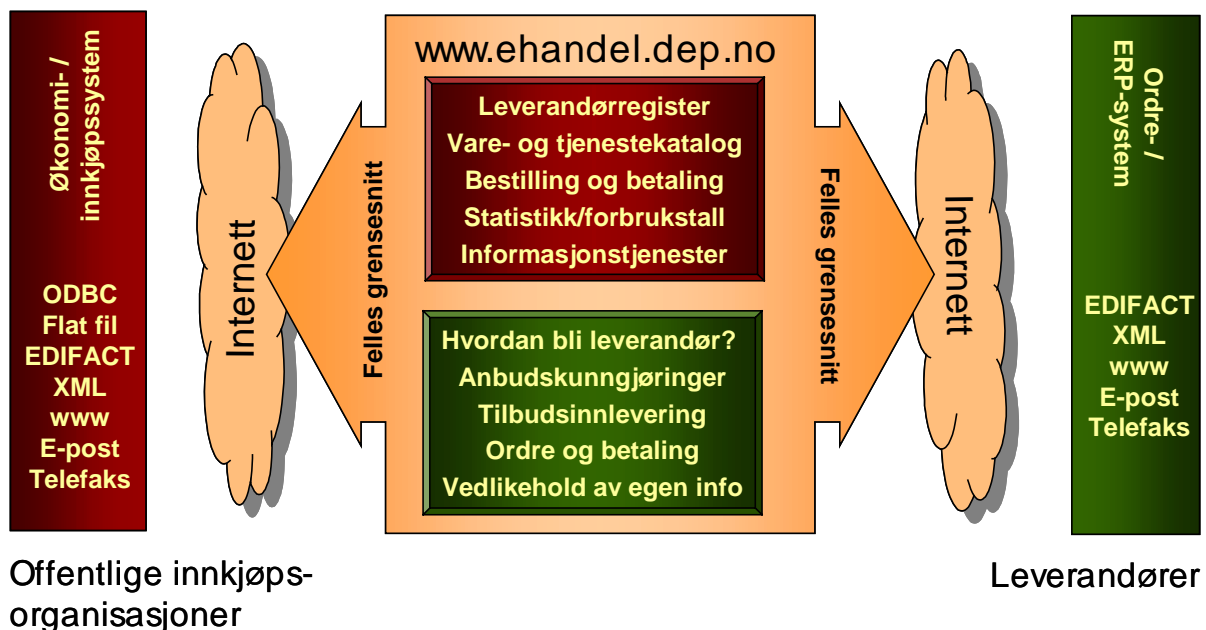 Økonomi- /
innkjøpssystem
ODBC
Flat fil
EDIFACT
XML
www
E-post
Telefaks
Offentlige innkjøps-
organisasjoner
Internett
Felles grensesnitt
www.ehandel.dep.no
Leverandørregister
Vare- og tjenestekatalog
Bestilling og betaling
Statistikk/forbrukstall
Informasjonstjenester
Hvordan bli leverandør?
Anbudskunngjøringer
Tilbudsinnlevering
Ordre og betaling
Vedlikehold av egen info
Felles grensesnitt
Internett
Ordre- /
ERP-system
EDIFACT
XML
www
E-post
Telefaks
Leverandører